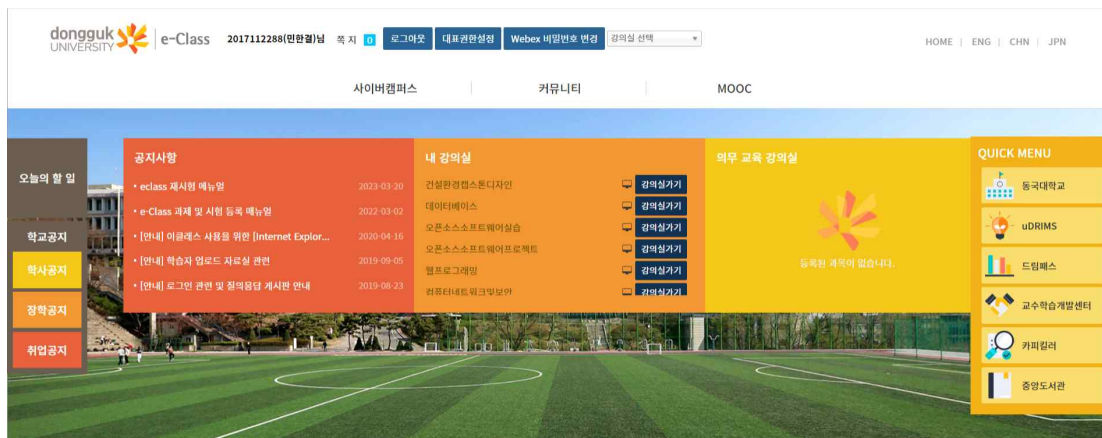 dongguk
UNIVERSITY
e-Class
2017112288(민한결)님 쪽지 0 로그아웃 대표권한설정 Webex 비밀번호 변경 강의실 선택
HOME | ENG | CHN | JPN
사이버캠퍼스 커뮤니티 MOOC
오늘의 할 일
학교공지
학사공지
장학공지
취업공지
공지사항
• eclass 재시험 메뉴얼 2023-03-20
• e-Class 과제 및 시험 등록 메뉴얼 2022-03-02
• [안내] 이클래스 사용을 위한 [Internet Explor... 2020-04-16
• [안내] 학습자 업로드 자료실 관련 2019-09-05
• [안내] 로그인 관련 및 질의응답 게시판 안내 2019-08-23
내 강의실
건설환경캡스톤디자인 강의실가기
데이터베이스 강의실가기
오픈소스소프트웨어실습 강의실가기
오픈소스소프트웨어프로젝트 강의실가기
웹프로그래밍 강의실가기
컴퓨터네트워크및보안 강의실가기
의무 교육 강의실
등록된 과목이 없습니다.
QUICK MENU
동국대학교
uDRIMS
드림패스
교수학습개발센터
카피킬러
중앙도서관